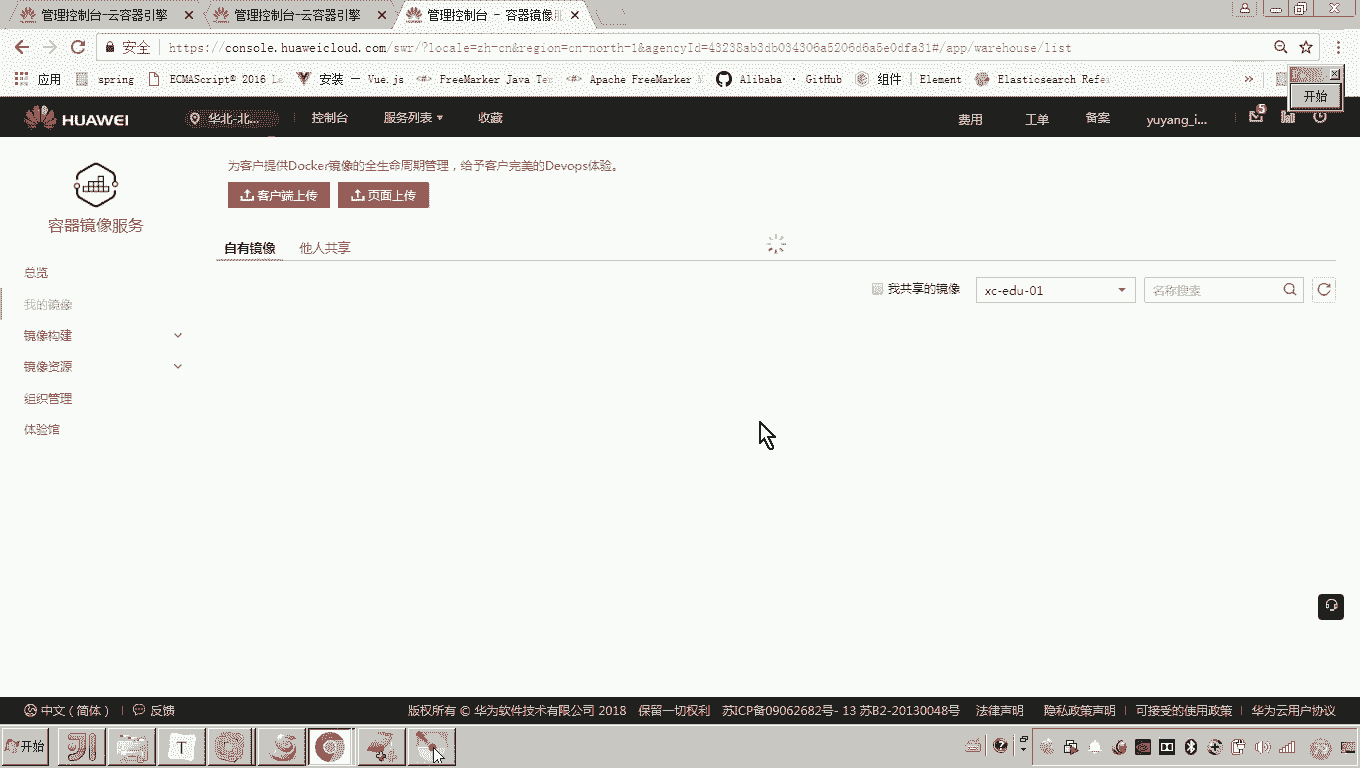 管理控制台-云容器引擎
管理控制台-云容器引擎
管理控制台 - 容器镜像服
安全
https://console.huaweicloud.com/swr/?locale=zh-cn&region=cn-north-1&agencyId=43238ab3db034306a5206d6a5e0dfa31#/app/warehouse/list
应用 spring ECMAScript® 2016 La 安装 — Vue.js FreeMarker Java Te Apache FreeMarker Alibaba · GitHub 组件 | Element Elasticsearch Refe »
开始
HUAWEI 华北-北... 控制台 服务列表 收藏 费用 工单 备案 yuyang_i... 5
为客户提供Docker镜像的全生命周期管理，给予客户完美的Devops体验。
客户端上传 页面上传
容器镜像服务
自有镜像 他人共享
总览
我共享的镜像 xc-edu-01 名称搜索
我的镜像
镜像构建
镜像资源
组织管理
体验馆
中文 ( 简体 ) 反馈 版权所有 © 华为软件技术有限公司 2018 保留一切权利 苏ICP备09062682号- 13 苏B2-20130048号 法律声明 隐私政策声明 可接受的使用政策 华为云用户协议
开始 T